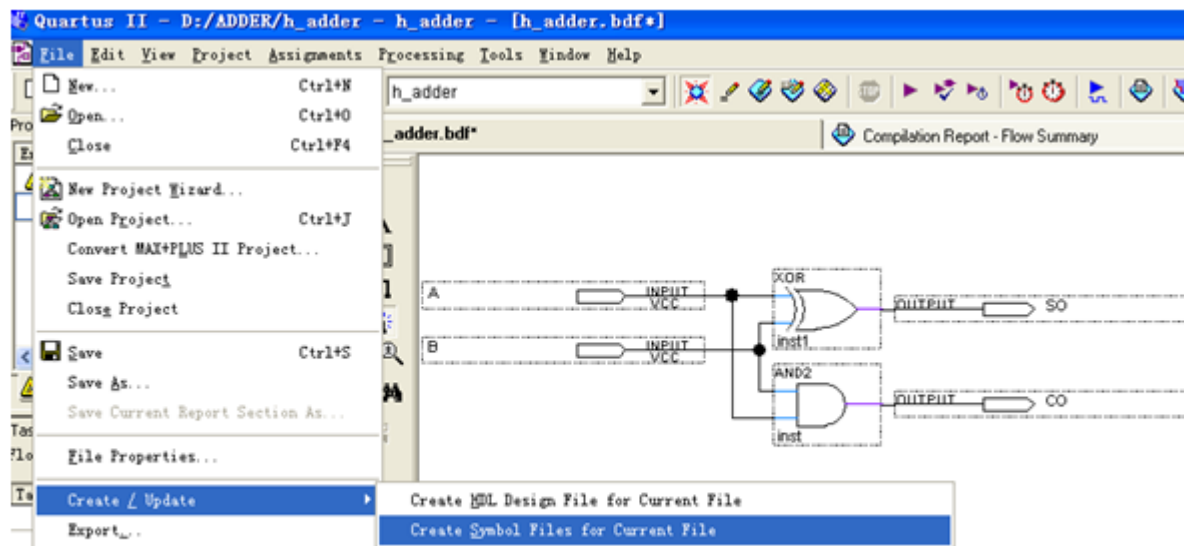 Quartus II - D:/ADDER/h_adder - h_adder - [h_adder.bdf*]
File Edit View Project Assignments Processing Tools Window Help
New... Ctrl+N
h_adder
Open... Ctrl+O
_adder.bdf*
Compilation Report - Flow Summary
Close Ctrl+F4
New Project Wizard...
Open Project... Ctrl+J
Convert MAX+PLUS II Project...
Save Project
Close Project
Save Ctrl+S
Save As...
Save Current Report Section As...
File Properties...
Create / Update
Export...
Create HDL Design File for Current File
Create Symbol Files for Current File
A
INPUT
VCC
B
INPUT
VCC
XOR
inst1
OUTPUT
SO
AND2
inst
OUTPUT
CO